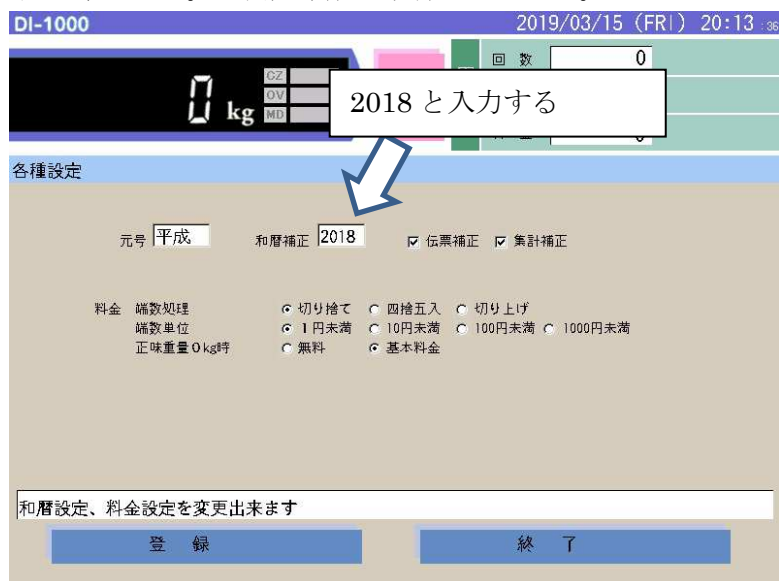 DI-1000 2019/03/15 (FRI) 20:13 :36
回 数 0
CZ
OV
MD
0 kg
2018 と入力する
各種設定
元号 平成 和暦補正 2018 伝票補正 集計補正
料金 端数処理 切り捨て 四捨五入 切り上げ
端数単位 1円未満 10円未満 100円未満 1000円未満
正味重量0kg時 無料 基本料金
和暦設定、料金設定を変更出来ます
登 録 終 了